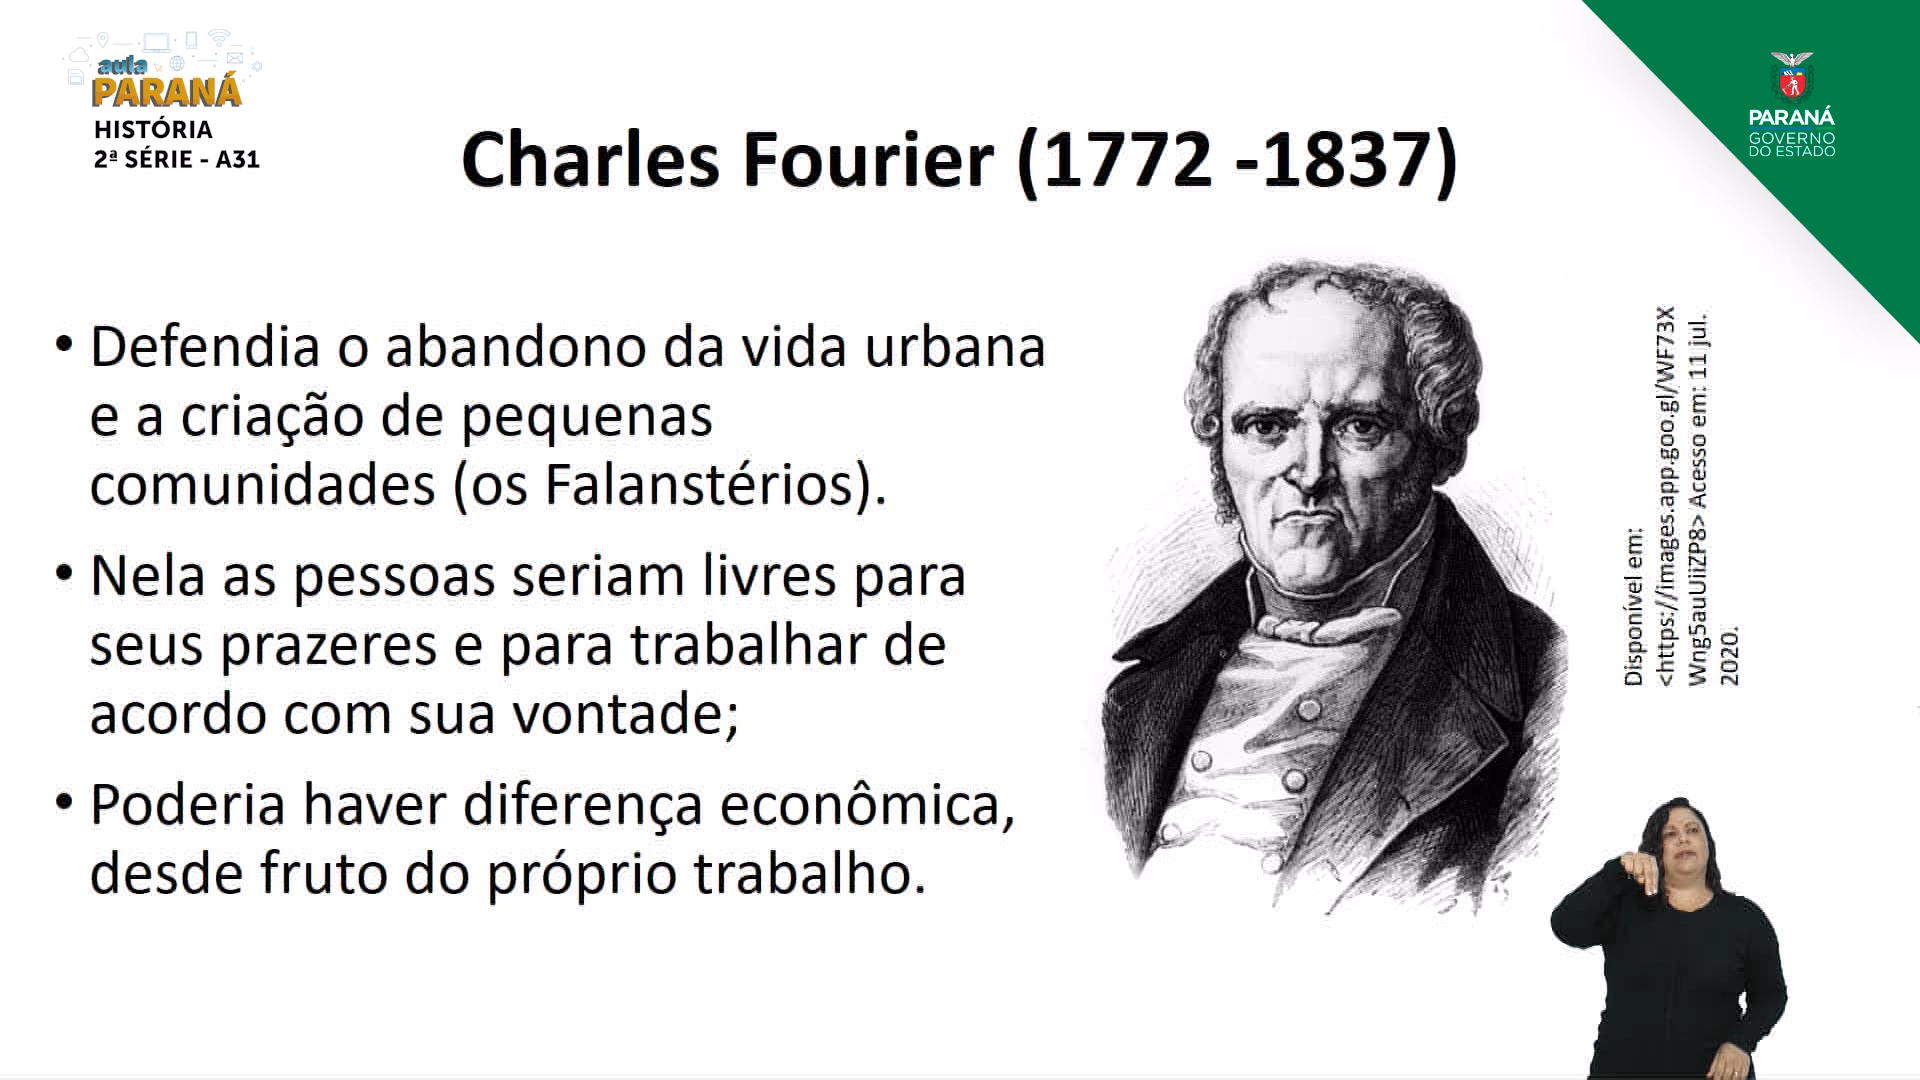 aula
PARANÁ
HISTÓRIA
2ª SÉRIE - A31
PARANÁ
GOVERNO
DO ESTADO
Charles Fourier (1772 -1837)
• Defendia o abandono da vida urbana
e a criação de pequenas
comunidades (os Falanstérios).
• Nela as pessoas seriam livres para
seus prazeres e para trabalhar de
acordo com sua vontade;
• Poderia haver diferença econômica,
desde fruto do próprio trabalho.
Disponível em:
<https://images.app.goo.gl/WF73X
Wng5auUiiZP8> Acesso em: 11 jul.
2020.